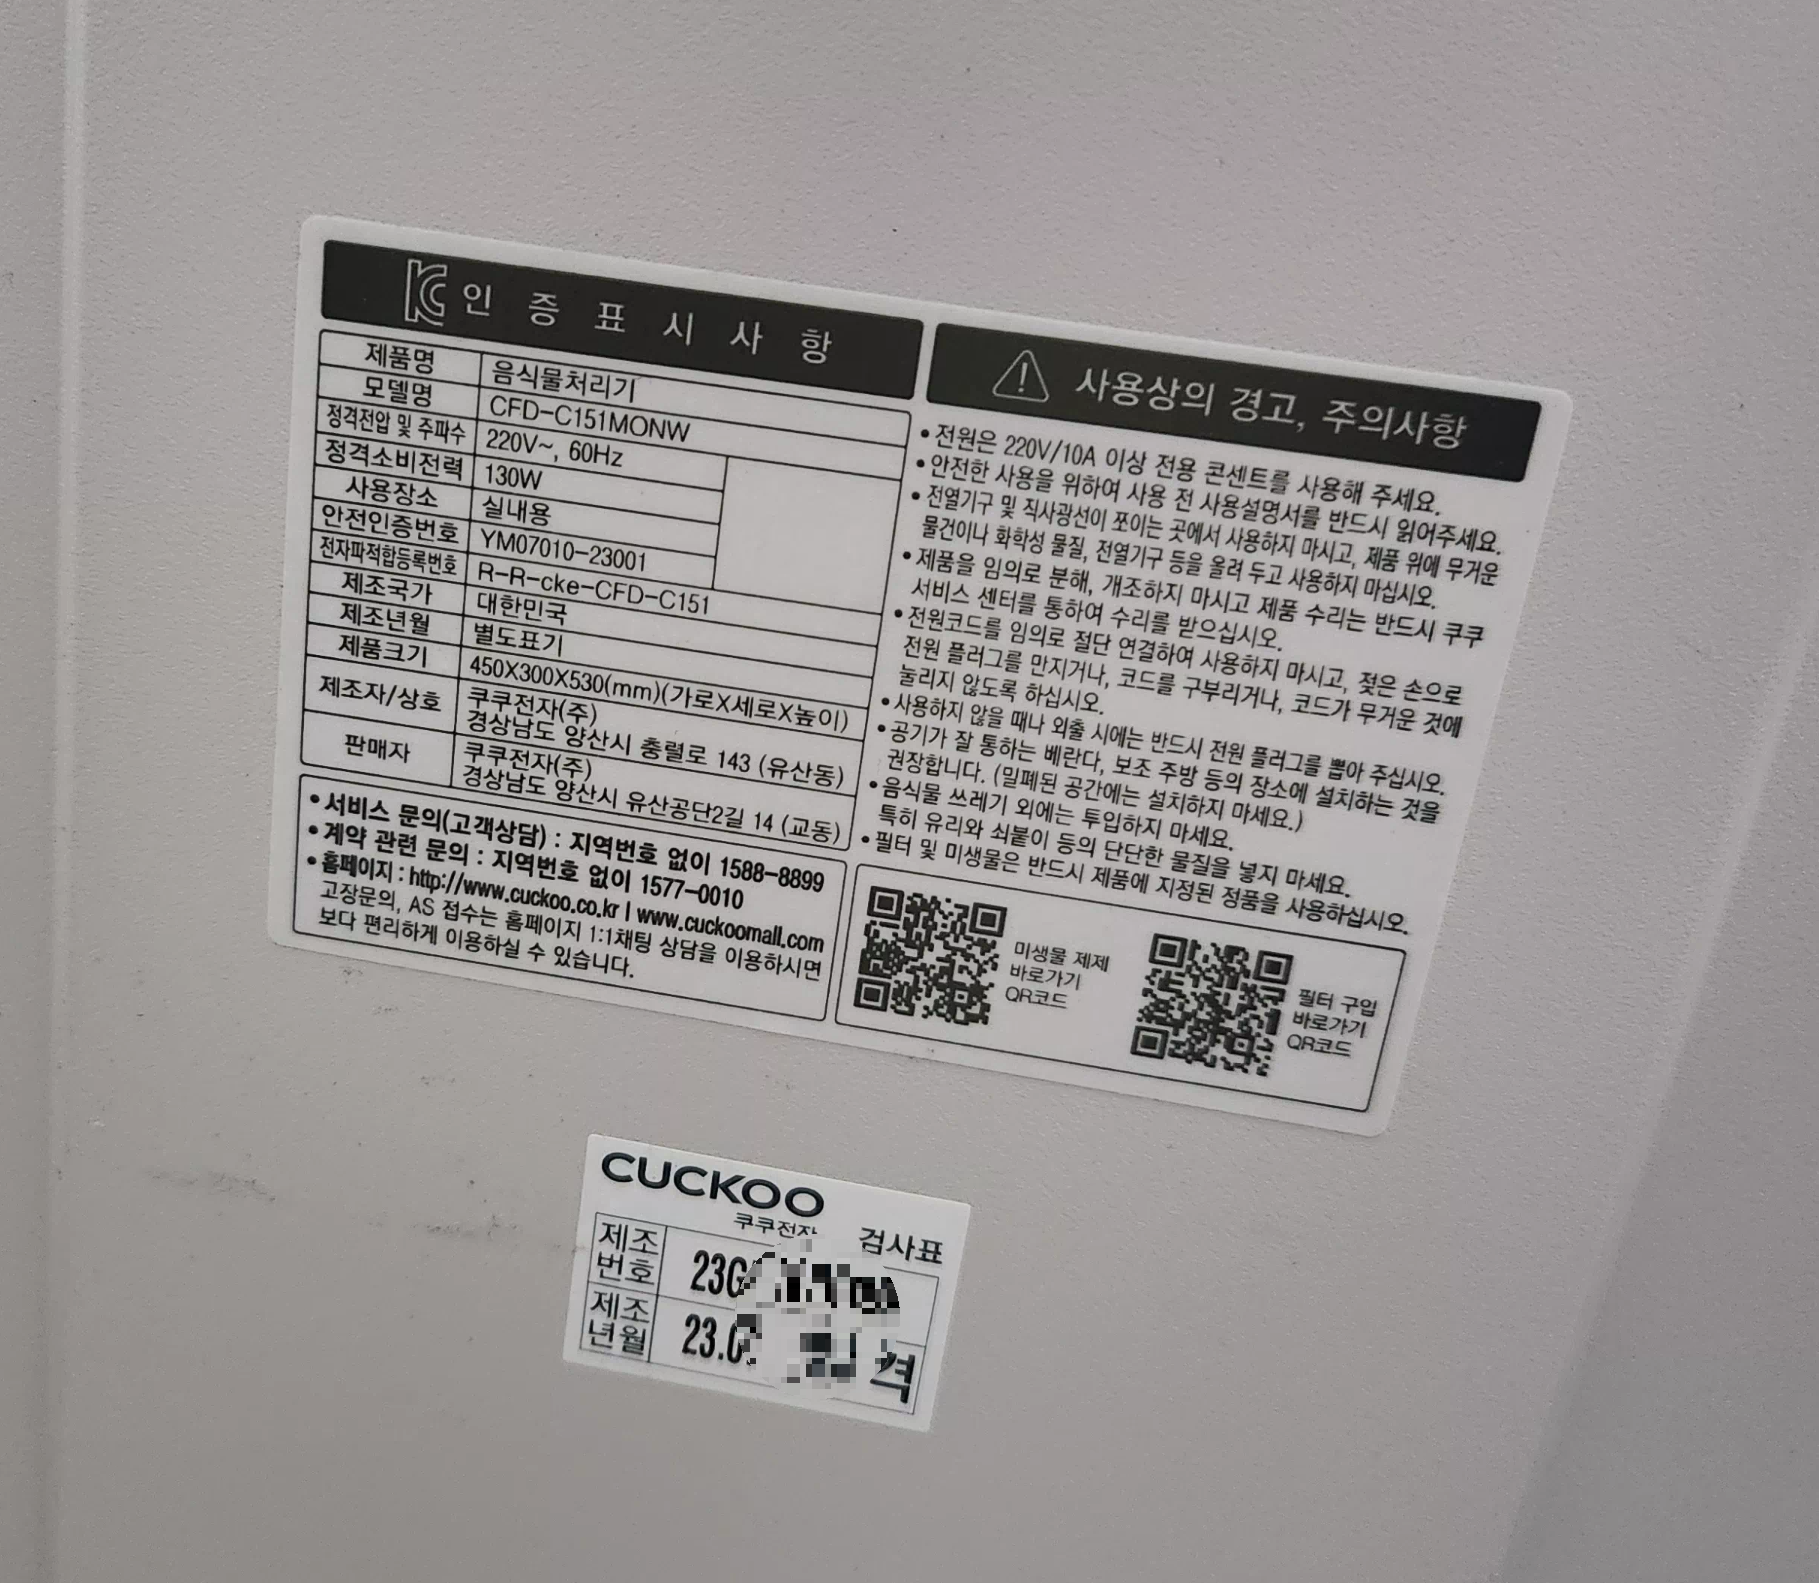 KC 인증표시사항
제품명 음식물처리기
모델명 CFD-C151MONW
정격전압 및 주파수 220V~, 60Hz
정격소비전력 130W
사용장소 실내용
안전인증번호 YM07010-23001
전자파적합등록번호 R-R-cke-CFD-C151
제조국가 대한민국
제조년월 별도표기
제품크기 450X300X530(mm)(가로X세로X높이)
제조자/상호 쿠쿠전자(주)
경상남도 양산시 충렬로 143 (유산동)
판매자 쿠쿠전자(주)
경상남도 양산시 유산공단2길 14 (교동)
• 서비스 문의(고객상담) : 지역번호 없이 1588-8899
• 계약 관련 문의 : 지역번호 없이 1577-0010
• 홈페이지 : http://www.cuckoo.co.kr | www.cuckoomall.com
고장문의, AS 접수는 홈페이지 1:1채팅 상담을 이용하시면
보다 편리하게 이용하실 수 있습니다.
사용상의 경고, 주의사항
• 전원은 220V/10A 이상 전용 콘센트를 사용해 주세요.
• 안전한 사용을 위하여 사용 전 사용설명서를 반드시 읽어주세요.
• 전열기구 및 직사광선이 쪼이는 곳에서 사용하지 마시고, 제품 위에 무거운
물건이나 화학성 물질, 전열기구 등을 올려 두고 사용하지 마십시오.
• 제품을 임의로 분해, 개조하지 마시고 제품 수리는 반드시 쿠쿠
서비스 센터를 통하여 수리를 받으십시오.
• 전원코드를 임의로 절단 연결하여 사용하지 마시고, 젖은 손으로
전원 플러그를 만지거나, 코드를 구부리거나, 코드가 무거운 것에
눌리지 않도록 하십시오.
• 사용하지 않을 때나 외출 시에는 반드시 전원 플러그를 뽑아 주십시오.
• 공기가 잘 통하는 베란다, 보조 주방 등의 장소에 설치하는 것을
권장합니다. (밀폐된 공간에는 설치하지 마세요.)
• 음식물 쓰레기 외에는 투입하지 마세요.
특히 유리와 쇠붙이 등의 단단한 물질을 넣지 마세요.
• 필터 및 미생물은 반드시 제품에 지정된 정품을 사용하십시오.
미생물 제제
바로가기
QR코드
필터 구입
바로가기
QR코드
CUCKOO
쿠쿠전자 검사표
제조
번호 23G
제조
년월 23.0
격